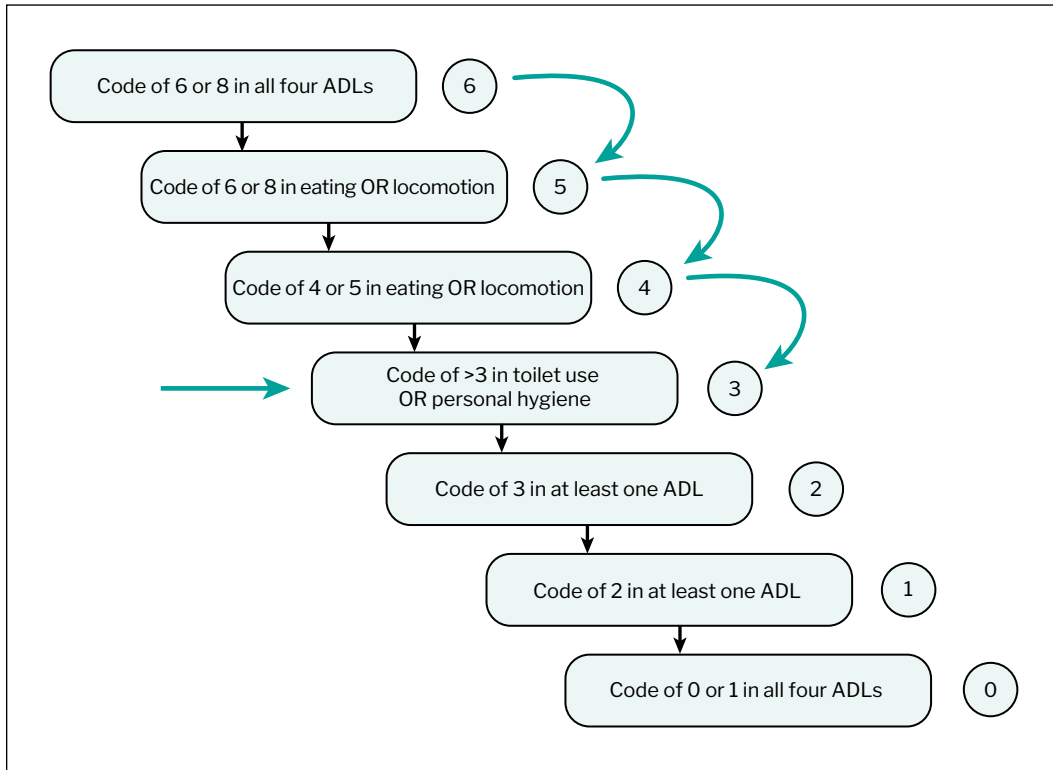 Code of 6 or 8 in all four ADLs
6
Code of 6 or 8 in eating OR locomotion
5
Code of 4 or 5 in eating OR locomotion
4
Code of >3 in toilet use
OR personal hygiene
3
Code of 3 in at least one ADL
2
Code of 2 in at least one ADL
1
Code of 0 or 1 in all four ADLs
0